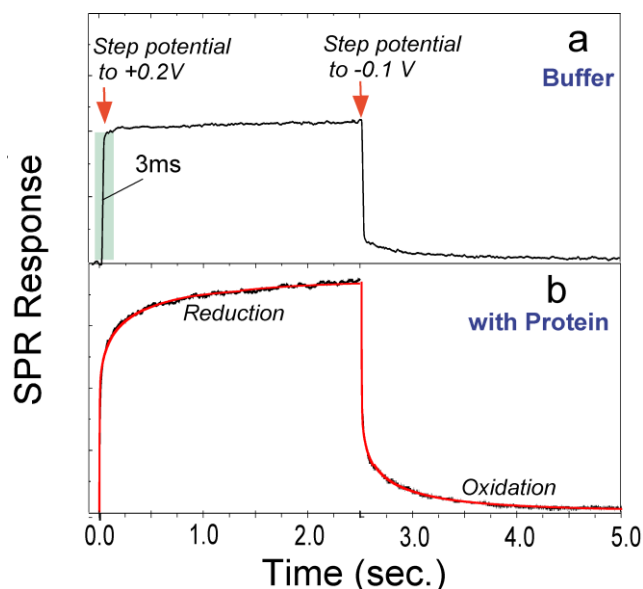 Step potential
to +0.2V
Step potential
to -0.1 V
a
Buffer
3ms
SPR Response
b
with Protein
Reduction
Oxidation
0.0 1.0 2.0 3.0 4.0 5.0
Time (sec.)